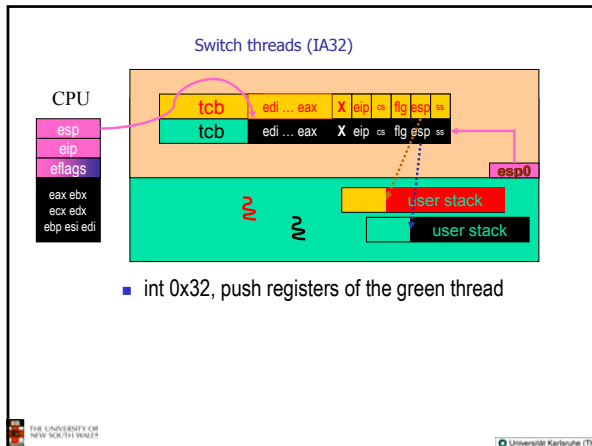 Switch threads (IA32)
CPU
esp
eip
eflags
eax ebx
ecx edx
ebp esi edi
tcb edi ... eax X eip cs flg esp ss
tcb edi ... eax X eip cs flg esp ss
esp0
user stack
user stack
int 0x32, push registers of the green thread
THE UNIVERSITY OF
NEW SOUTH WALES
Universität Karlsruhe (TH